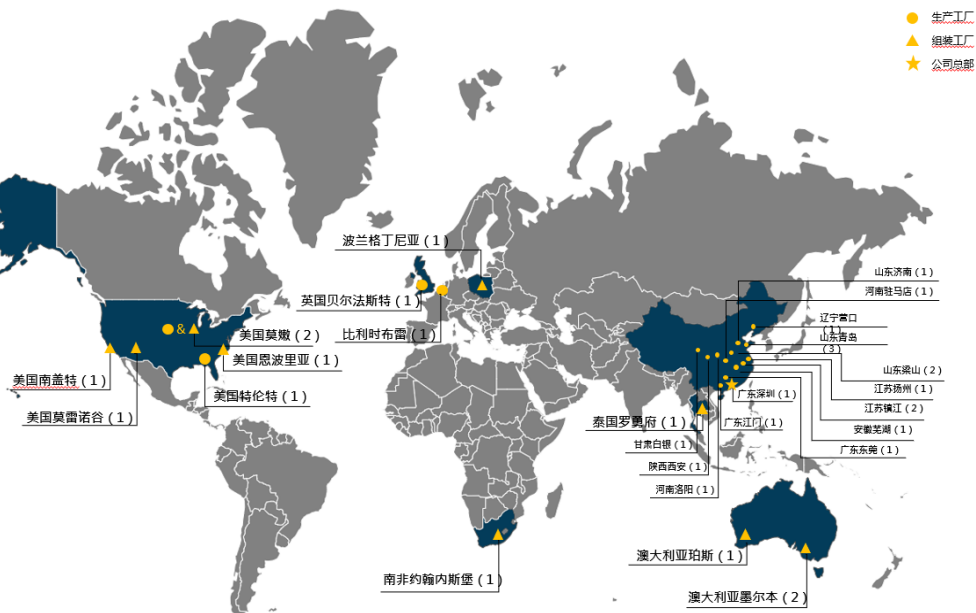 生产工厂
组装工厂
公司总部
波兰格丁尼亚（1）
英国贝尔法斯特（1）
比利时布雷（1）
&
美国莫嫩（2）
美国恩波里亚（1）
美国南盖特（1）
美国特伦特（1）
美国莫雷诺谷（1）
山东济南（1）
河南驻马店（1）
辽宁营口
（1）
山东青岛
（3）
山东梁山（2）
江苏扬州（1）
广东深圳（1）
江苏镇江（2）
泰国罗勇府（1）
广东江门（1）
安徽芜湖（1）
甘肃白银（1）
广东东莞（1）
陕西西安（1）
河南洛阳（1）
澳大利亚珀斯（1）
南非约翰内斯堡（1）
澳大利亚墨尔本（2）